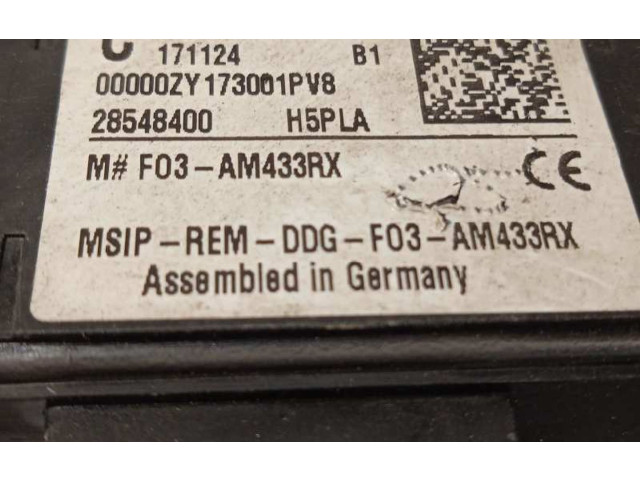 C 171124 B1
00000ZY173001PV8
28548400 H5PLA
M# F03-AM433RX CE
MSIP-REM-DDG-F03-AM433RX
Assembled in Germany